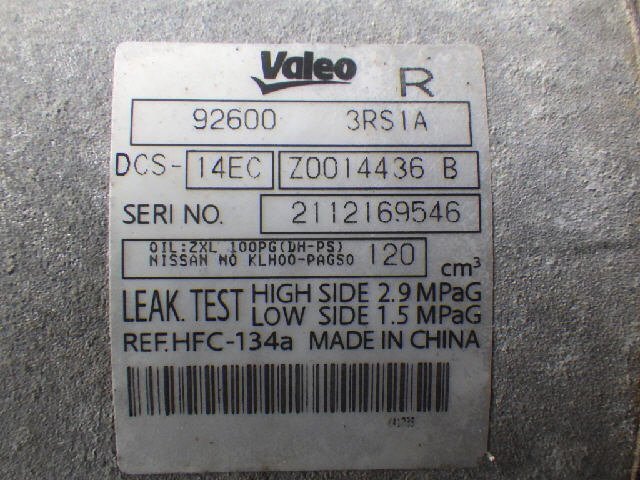 Valeo R
92600 3RS1A
DCS- 14EC Z0014436 B
SERI NO. 2112169546
OIL:ZXL 100PG(DH-PS)
NISSAN NO KLH00-PAGS0 120 cm³
LEAK. TEST HIGH SIDE 2.9 MPaG
LOW SIDE 1.5 MPaG
REF.HFC-134a MADE IN CHINA